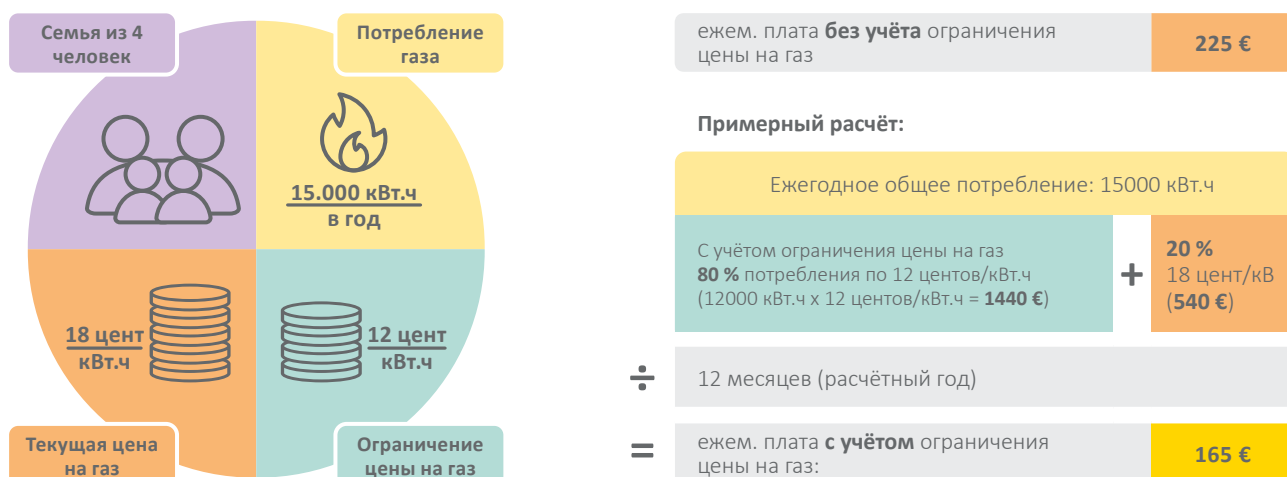 Семья из 4
человек
Потребление
газа
15.000 кВт.ч
в год
18 цент
кВт.ч
12 цент
кВт.ч
Текущая цена
на газ
Ограничение
цены на газ
ежем. плата без учёта ограничения
цены на газ
225 €
Примерный расчёт:
Ежегодное общее потребление: 15000 кВт.ч
С учётом ограничения цены на газ
80 % потребления по 12 центов/кВт.ч
(12000 кВт.ч x 12 центов/кВт.ч = 1440 €)
+
20 %
18 цент/кВ
(540 €)
÷
12 месяцев (расчётный год)
=
ежем. плата с учётом ограничения
цены на газ:
165 €